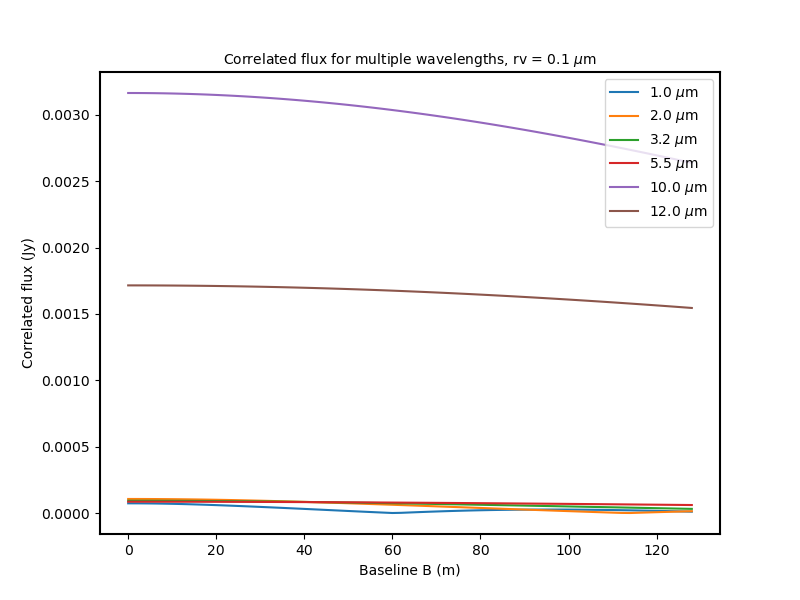 Correlated flux for multiple wavelengths, rv = 0.1 μm
1.0 μm
2.0 μm
3.2 μm
5.5 μm
10.0 μm
12.0 μm
Correlated flux (Jy)
0.0030
0.0025
0.0020
0.0015
0.0010
0.0005
0.0000
0 20 40 60 80 100 120
Baseline B (m)